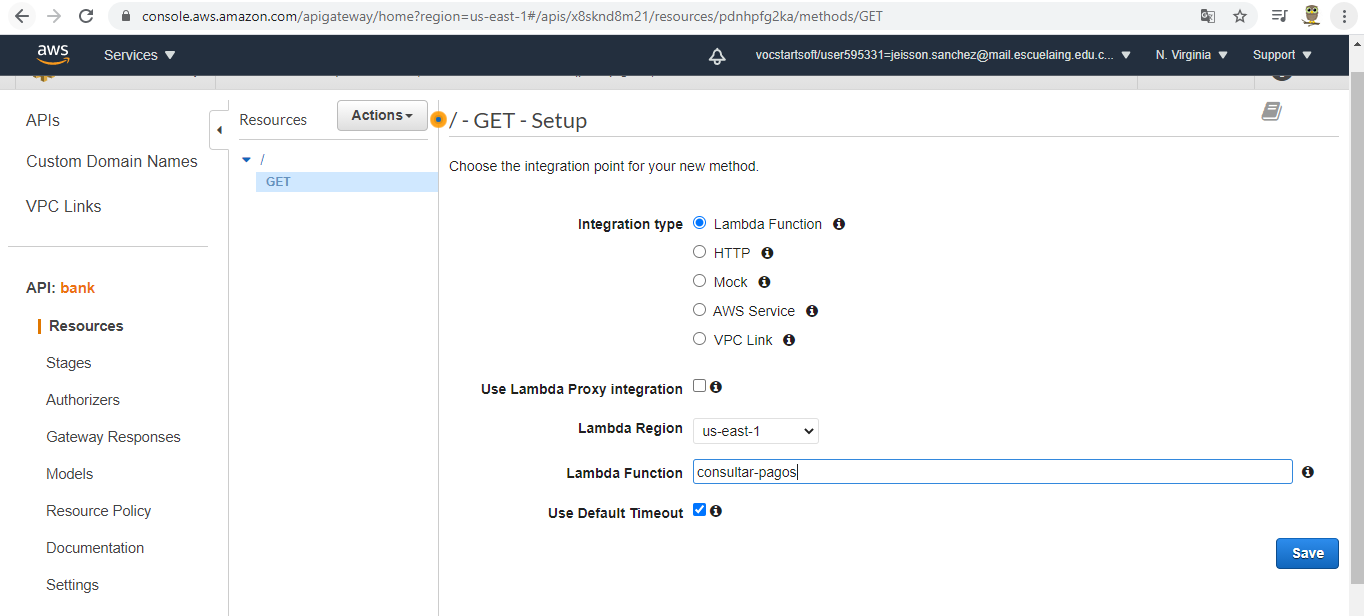 console.aws.amazon.com/apigateway/home?region=us-east-1#/apis/x8sknd8m21/resources/pdnhpfg2ka/methods/GET
aws Services vocstartsoft/user595331=jeisson.sanchez@mail.escuelaing.edu.c... N. Virginia Support
APIs
Custom Domain Names
VPC Links
API: bank
Resources
Stages
Authorizers
Gateway Responses
Models
Resource Policy
Documentation
Settings
Resources Actions
/
GET
/ - GET - Setup
Choose the integration point for your new method.
Integration type Lambda Function
HTTP
Mock
AWS Service
VPC Link
Use Lambda Proxy integration
Lambda Region us-east-1
Lambda Function consultar-pagos
Use Default Timeout
Save